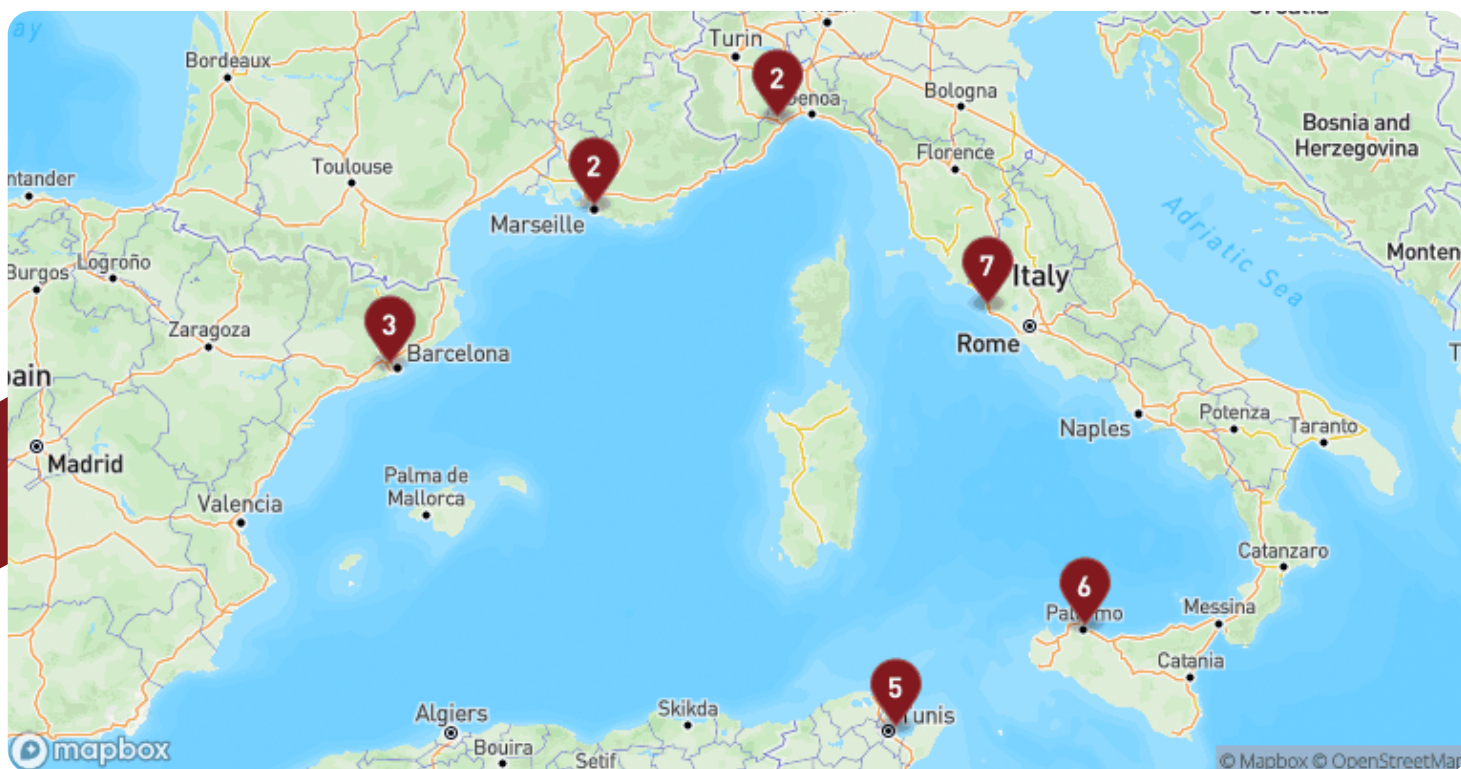 ay
Bordeaux
Turin
2
Genoa
Bologna
Bosnia and
Herzegovina
Florence
Toulouse
2
ntander
Marseille
Adriatic Sea
Monten
Logroño
Burgos
7
Italy
Rome
Zaragoza
3
Barcelona
pain
Madrid
Naples
Potenza
Taranto
Palma de
Mallorca
Valencia
Catanzaro
6
Palermo
Messina
Catania
5
Tunis
Skikda
Algiers
Bouira
Setif
mapbox
© Mapbox © OpenStreetMap